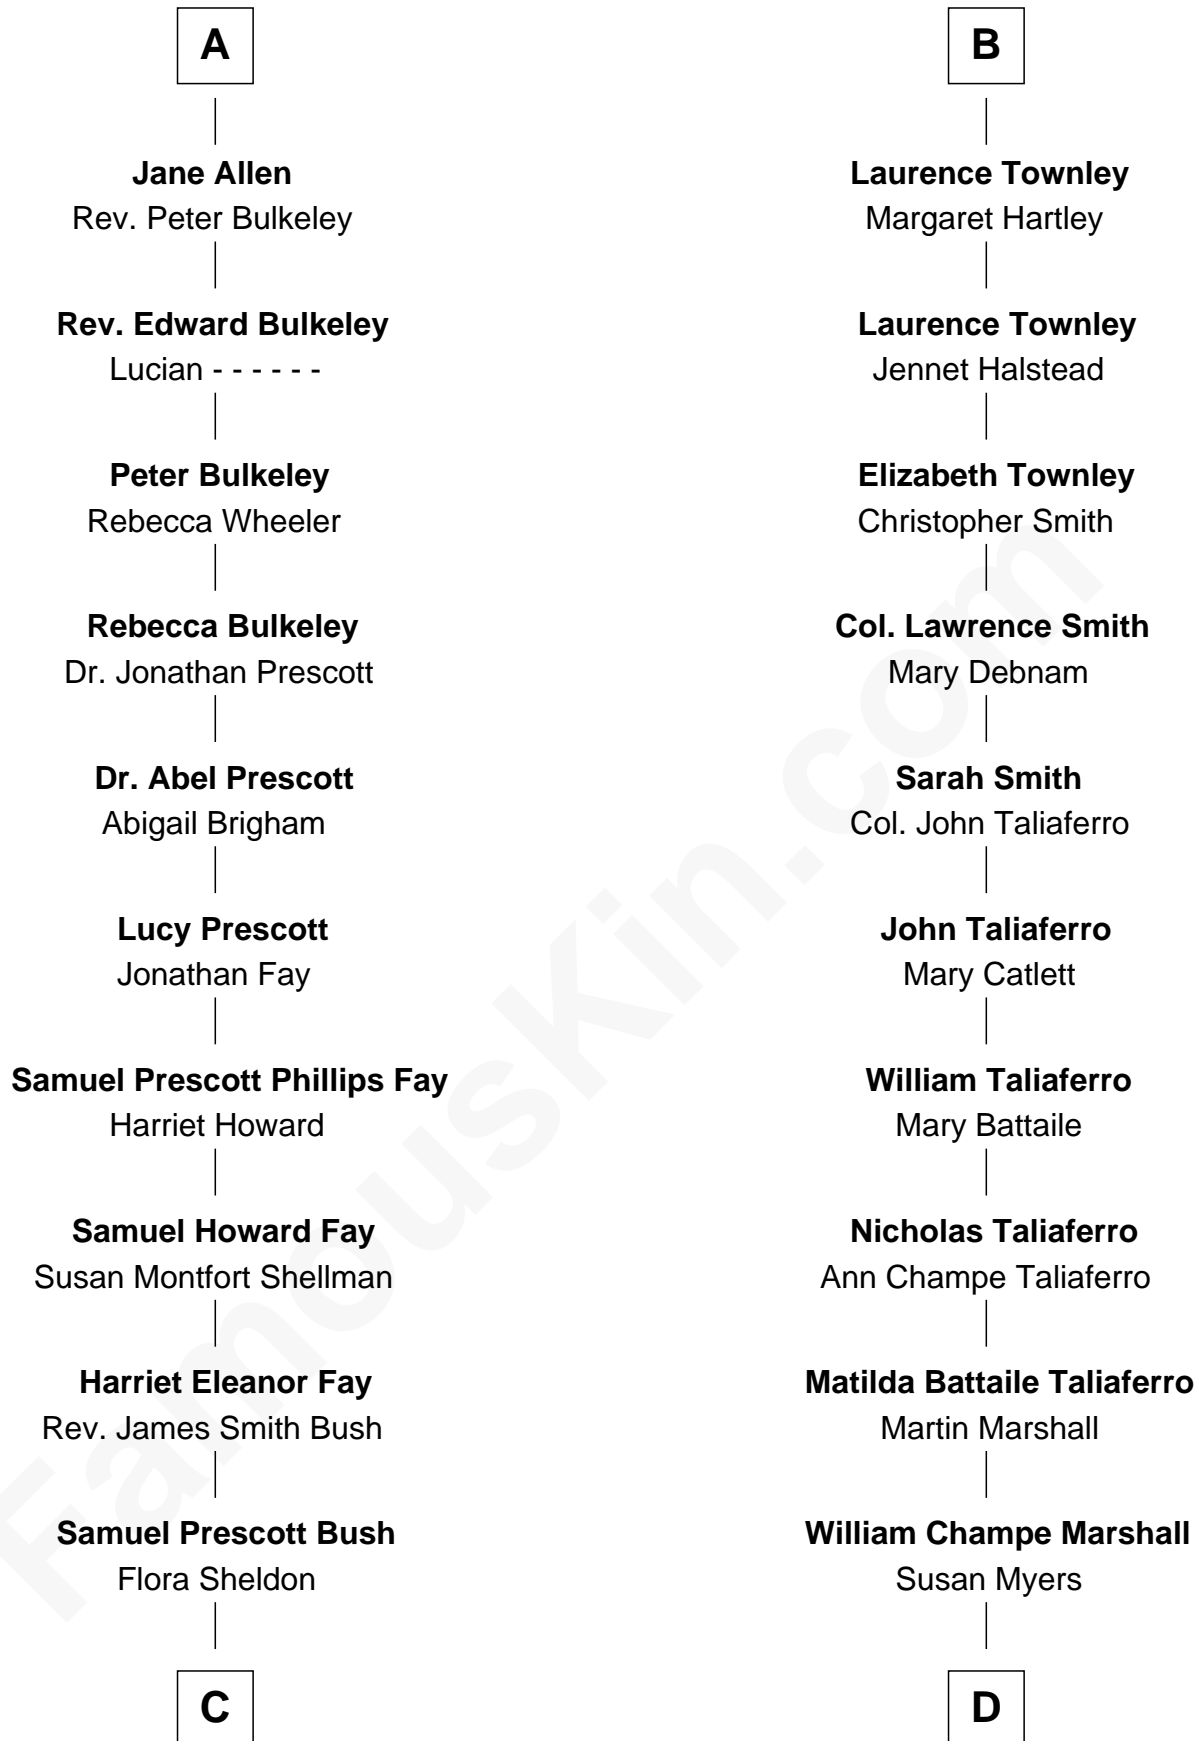 A
Jane Allen
Rev. Peter Bulkeley
Rev. Edward Bulkeley
Lucian - - - - - -
Peter Bulkeley
Rebecca Wheeler
Rebecca Bulkeley
Dr. Jonathan Prescott
Dr. Abel Prescott
Abigail Brigham
Lucy Prescott
Jonathan Fay
Samuel Prescott Phillips Fay
Harriet Howard
Samuel Howard Fay
Susan Montfort Shellman
Harriet Eleanor Fay
Rev. James Smith Bush
Samuel Prescott Bush
Flora Sheldon
C
B
Laurence Townley
Margaret Hartley
Laurence Townley
Jennet Halstead
Elizabeth Townley
Christopher Smith
Col. Lawrence Smith
Mary Debnam
Sarah Smith
Col. John Taliaferro
John Taliaferro
Mary Catlett
William Taliaferro
Mary Battaile
Nicholas Taliaferro
Ann Champe Taliaferro
Matilda Battaile Taliaferro
Martin Marshall
William Champe Marshall
Susan Myers
D
FamousKin.com